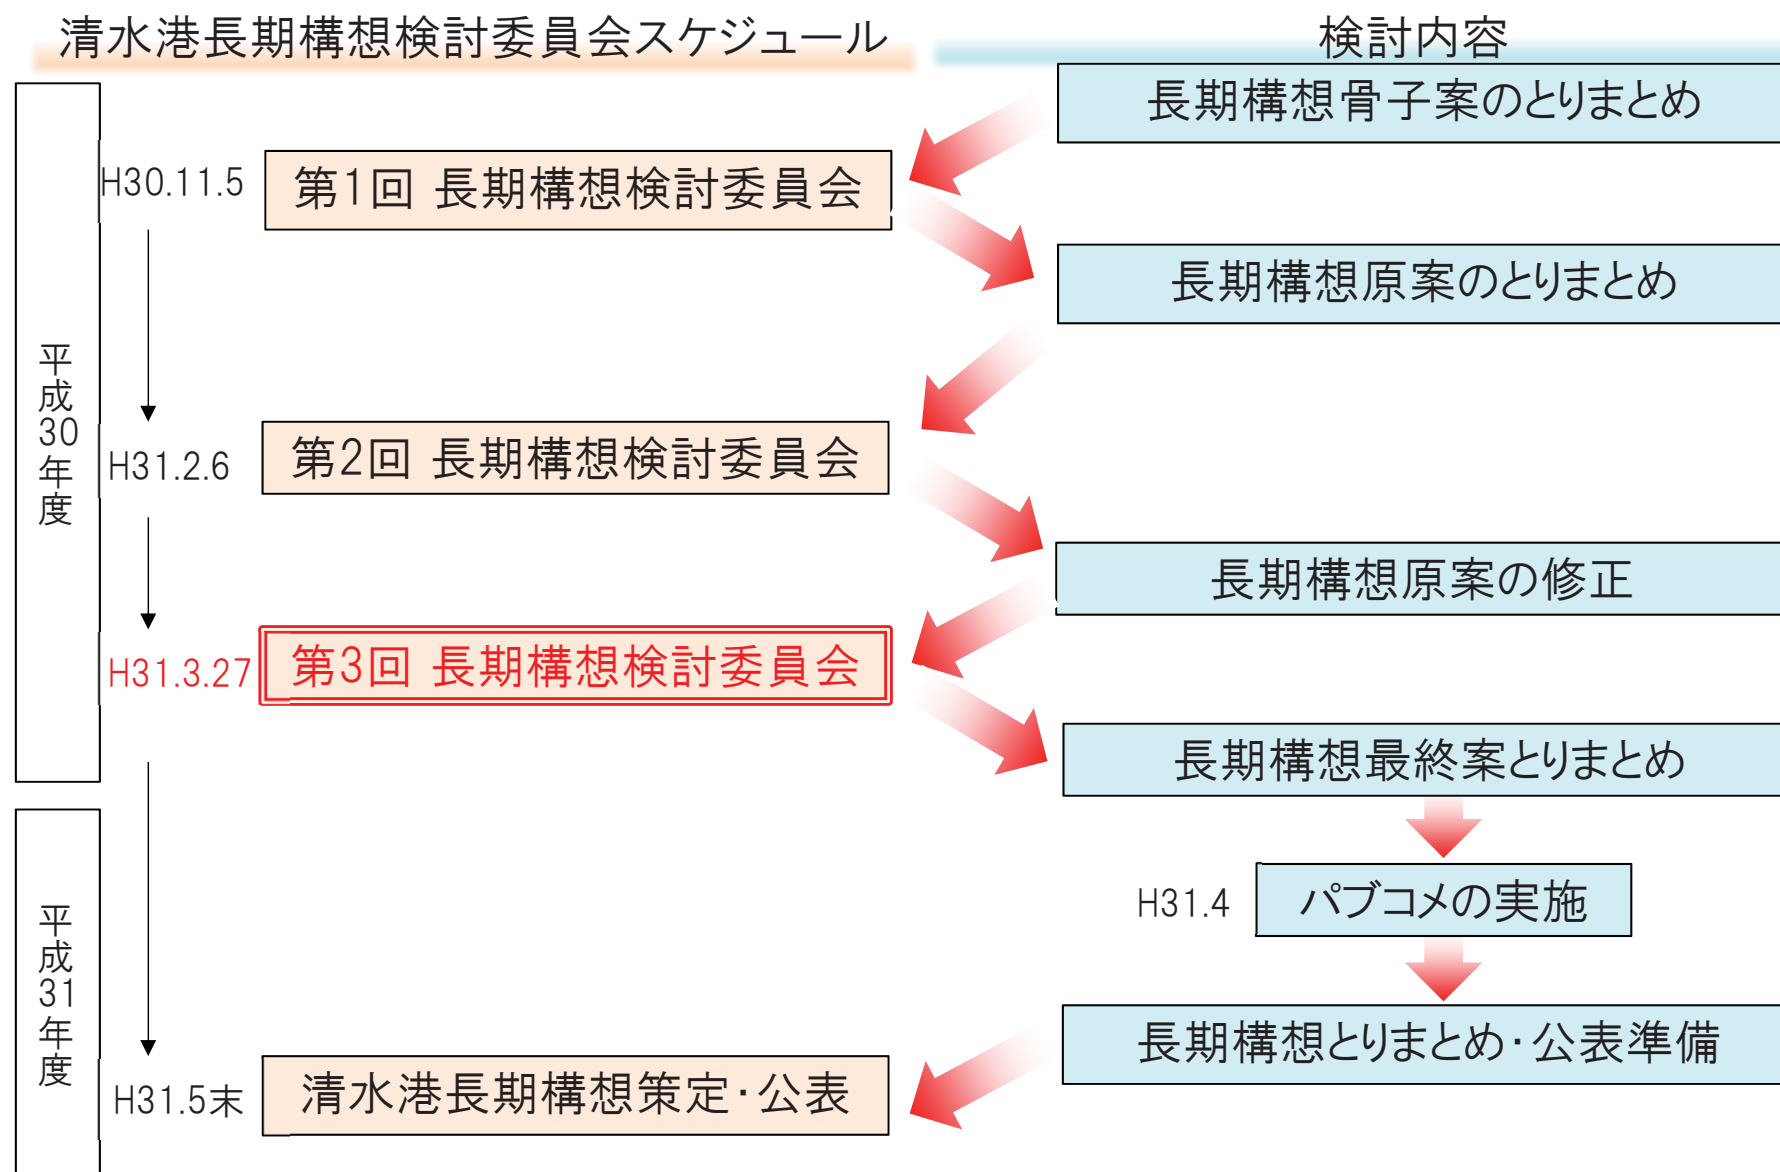 清水港長期構想検討委員会スケジュール
検討内容
長期構想骨子案のとりまとめ
H30.11.5
第1回 長期構想検討委員会
長期構想原案のとりまとめ
平成30年度
H31.2.6
第2回 長期構想検討委員会
長期構想原案の修正
H31.3.27
第3回 長期構想検討委員会
長期構想最終案とりまとめ
H31.4
パブコメの実施
平成31年度
長期構想とりまとめ・公表準備
H31.5末
清水港長期構想策定・公表